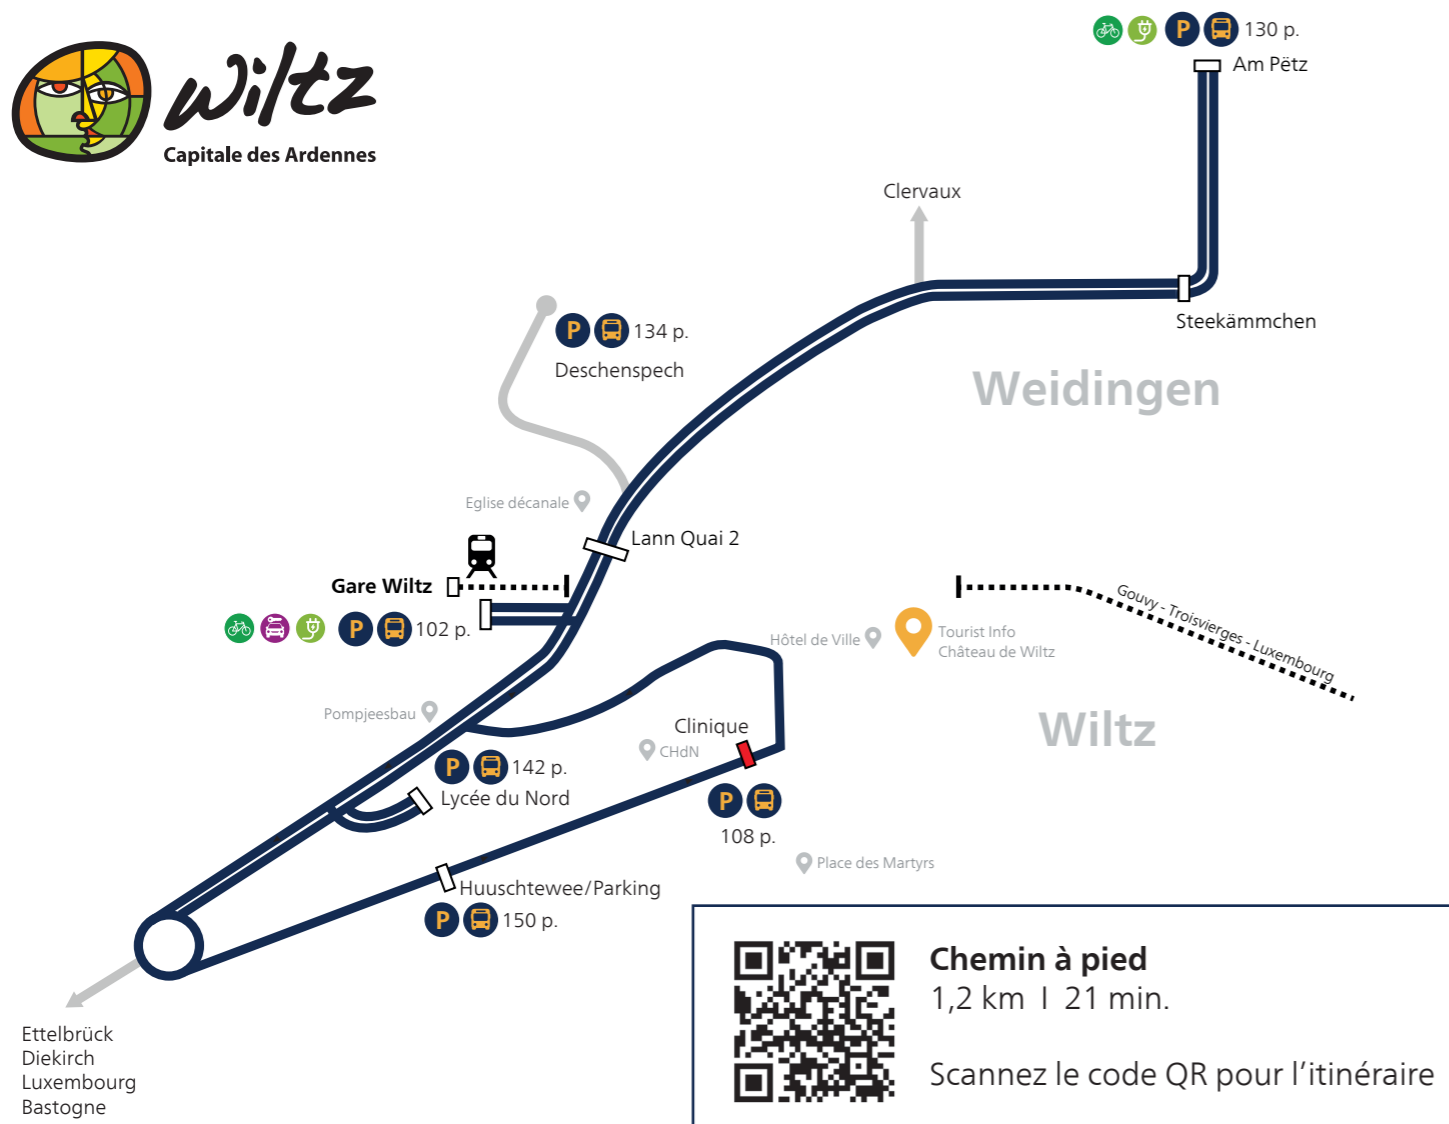 wiltz
Capitale des Ardennes
P 130 p.
Am Pëtz
Clervaux
Steekämmchen
P 134 p.
Deschenspech
Weidingen
Eglise décanale
Lann Quai 2
Gare Wiltz
P 102 p.
Gouvy - Troisvierges - Luxembourg
Hôtel de Ville
Tourist Info
Château de Wiltz
Pompjeesbau
Wiltz
Clinique
CHdN
P 142 p.
Lycée du Nord
P
108 p.
Place des Martyrs
Huuschtewee/Parking
P 150 p.
Ettelbrück
Diekirch
Luxembourg
Bastogne
Chemin à pied
1,2 km I 21 min.
Scannez le code QR pour l'itinéraire